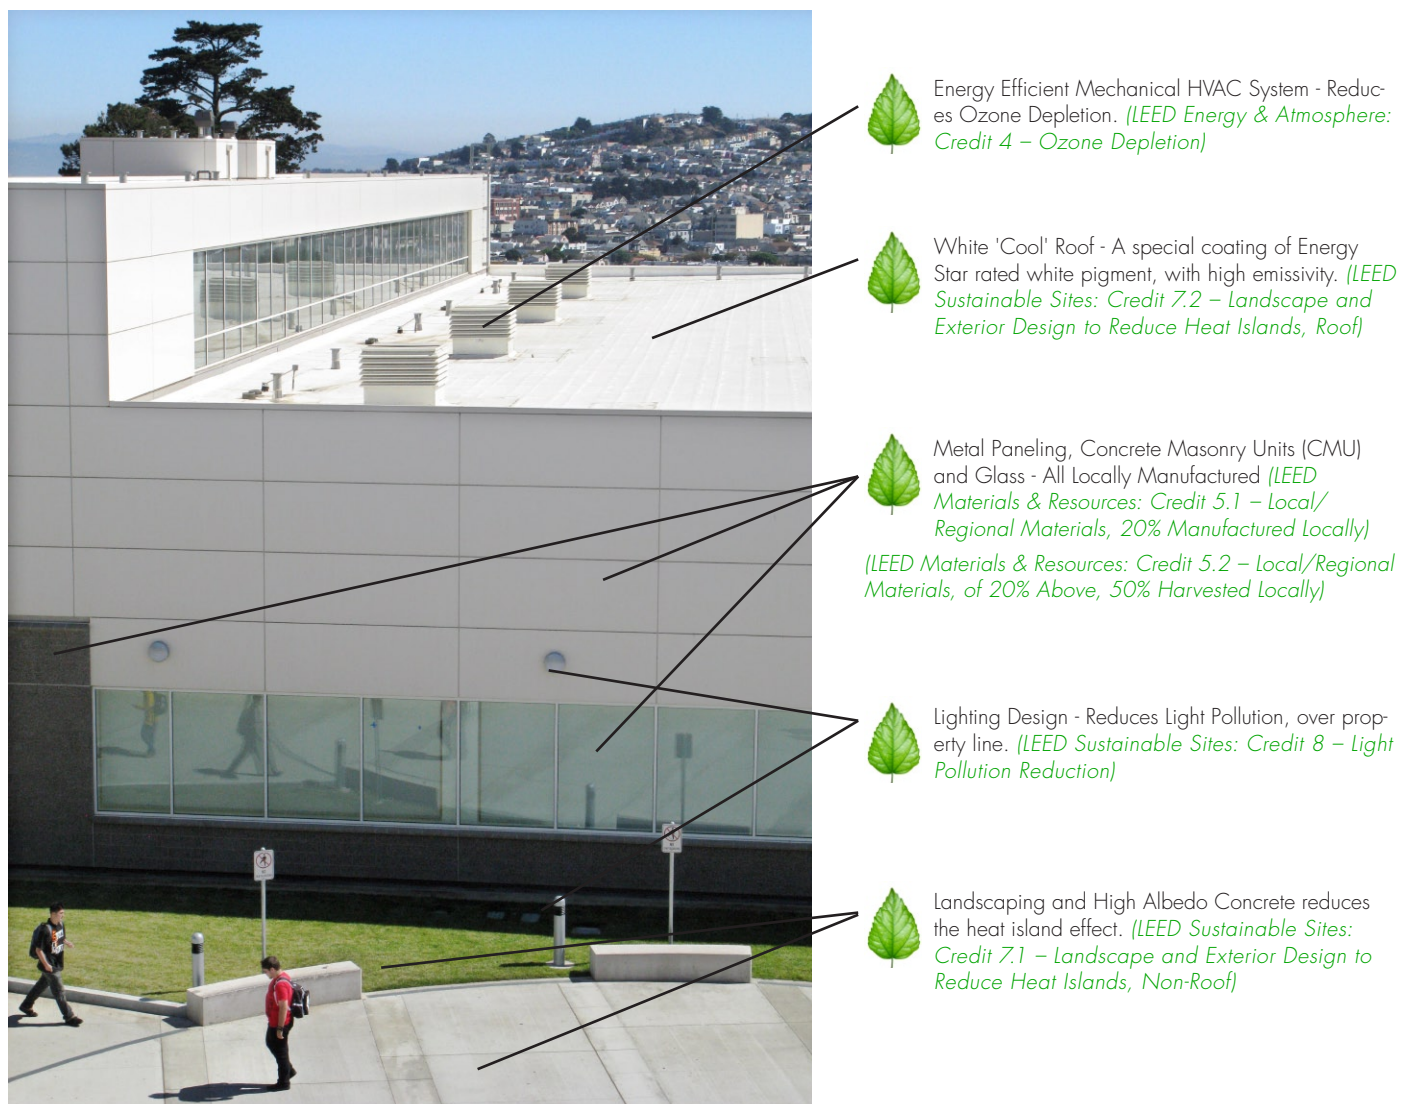 Energy Efficient Mechanical HVAC System - Reduc-
es Ozone Depletion. (LEED Energy & Atmosphere:
Credit 4 – Ozone Depletion)
White 'Cool' Roof - A special coating of Energy
Star rated white pigment, with high emissivity. (LEED
Sustainable Sites: Credit 7.2 – Landscape and
Exterior Design to Reduce Heat Islands, Roof)
Metal Paneling, Concrete Masonry Units (CMU)
and Glass - All Locally Manufactured (LEED
Materials & Resources: Credit 5.1 – Local/
Regional Materials, 20% Manufactured Locally)
(LEED Materials & Resources: Credit 5.2 – Local/Regional
Materials, of 20% Above, 50% Harvested Locally)
Lighting Design - Reduces Light Pollution, over prop-
erty line. (LEED Sustainable Sites: Credit 8 – Light
Pollution Reduction)
Landscaping and High Albedo Concrete reduces
the heat island effect. (LEED Sustainable Sites:
Credit 7.1 – Landscape and Exterior Design to
Reduce Heat Islands, Non-Roof)